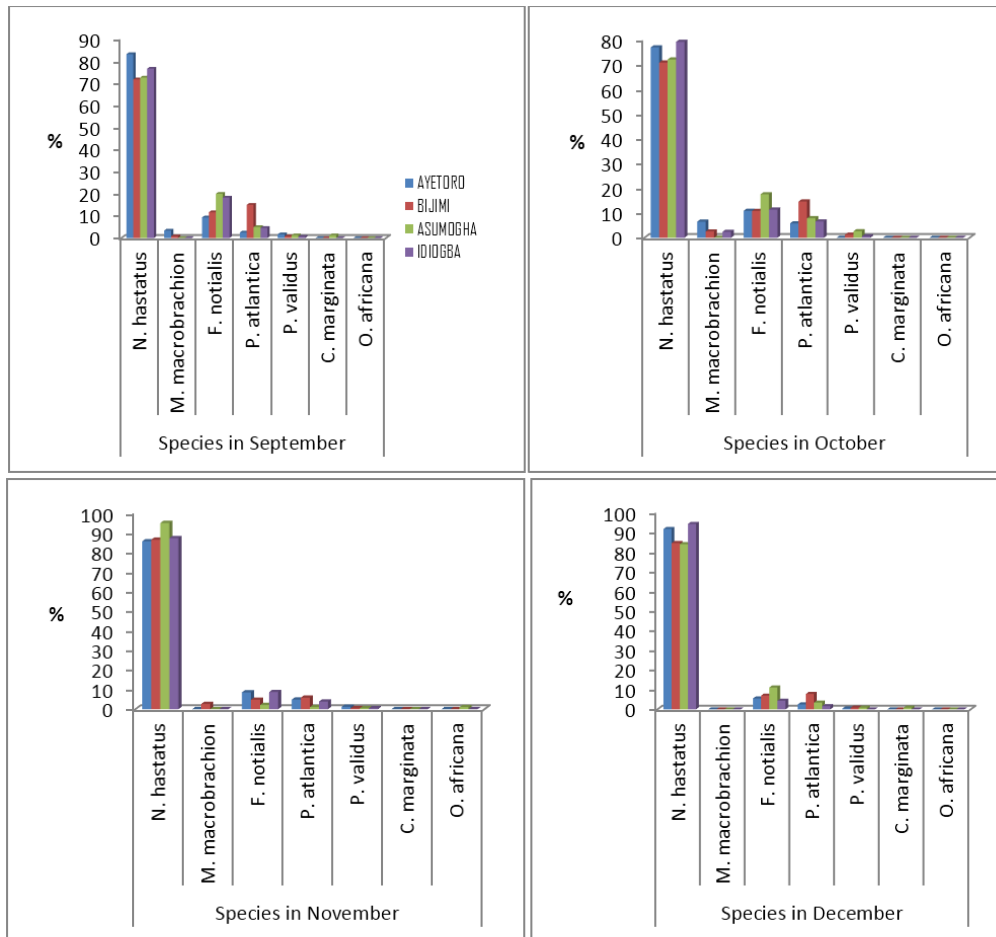 90
80
70
60
50
40
30
20
10
0
%
N. hastatus
M. macrobrachion
F. notialis
P. atlantica
P. validus
C. marginata
O. africana
Species in September
AYETORO
BIJIMI
ASUMOGHA
IDIOGBA
80
70
60
50
40
30
20
10
0
%
N. hastatus
M. macrobrachion
F. notialis
P. atlantica
P. validus
C. marginata
O. africana
Species in October
100
90
80
70
60
50
40
30
20
10
0
%
N. hastatus
M. macrobrachion
F. notialis
P. atlantica
P. validus
C. marginata
O. africana
Species in November
100
90
80
70
60
50
40
30
20
10
0
%
N. hastatus
M. macrobrachion
F. notialis
P. atlantica
P. validus
C. marginata
O. africana
Species in December